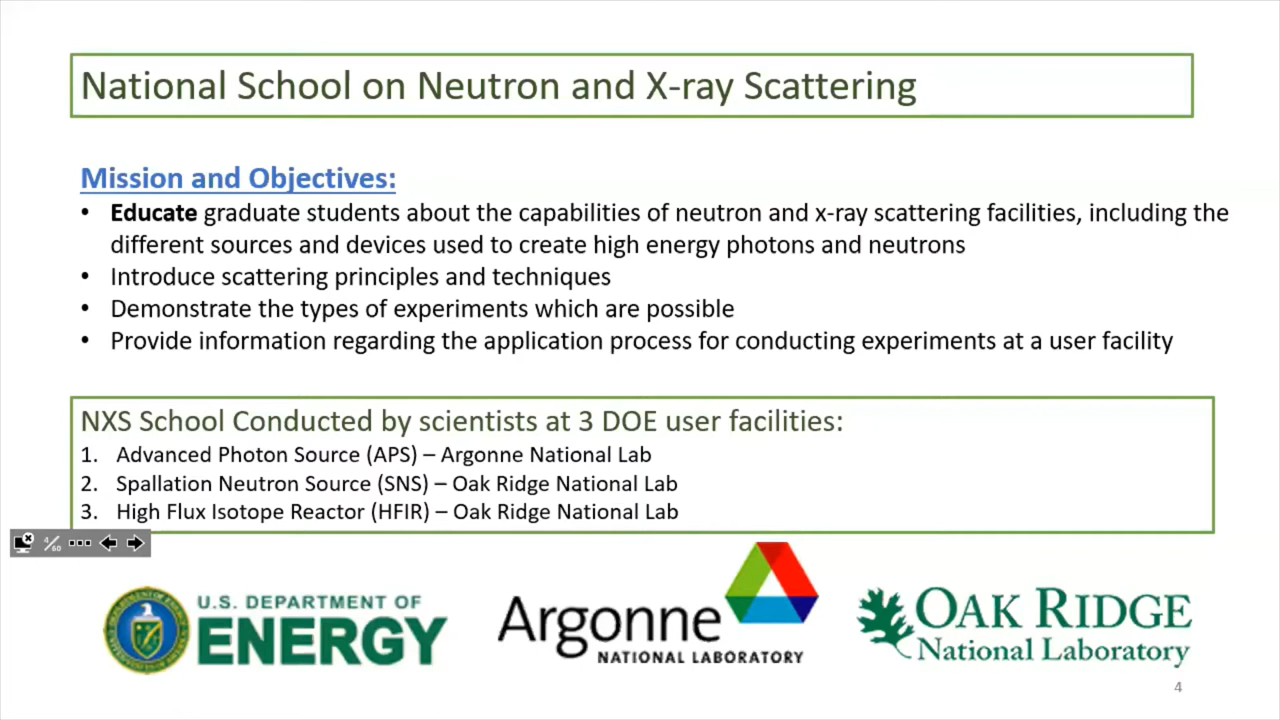 National School on Neutron and X-ray Scattering
Mission and Objectives:
• Educate graduate students about the capabilities of neutron and x-ray scattering facilities, including the
different sources and devices used to create high energy photons and neutrons
• Introduce scattering principles and techniques
• Demonstrate the types of experiments which are possible
• Provide information regarding the application process for conducting experiments at a user facility
NXS School Conducted by scientists at 3 DOE user facilities:
1. Advanced Photon Source (APS) – Argonne National Lab
2. Spallation Neutron Source (SNS) – Oak Ridge National Lab
3. High Flux Isotope Reactor (HFIR) – Oak Ridge National Lab
4/60
U.S. DEPARTMENT OF
ENERGY
Argonne
NATIONAL LABORATORY
OAK RIDGE
National Laboratory
4